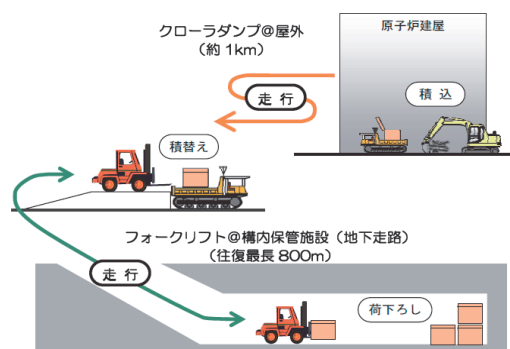 クローラダンプ@屋外
（約 1km）
原子炉建屋
走 行
積 込
積替え
フォークリフト@構内保管施設（地下走路）
（往復最長 800m）
走 行
荷下ろし